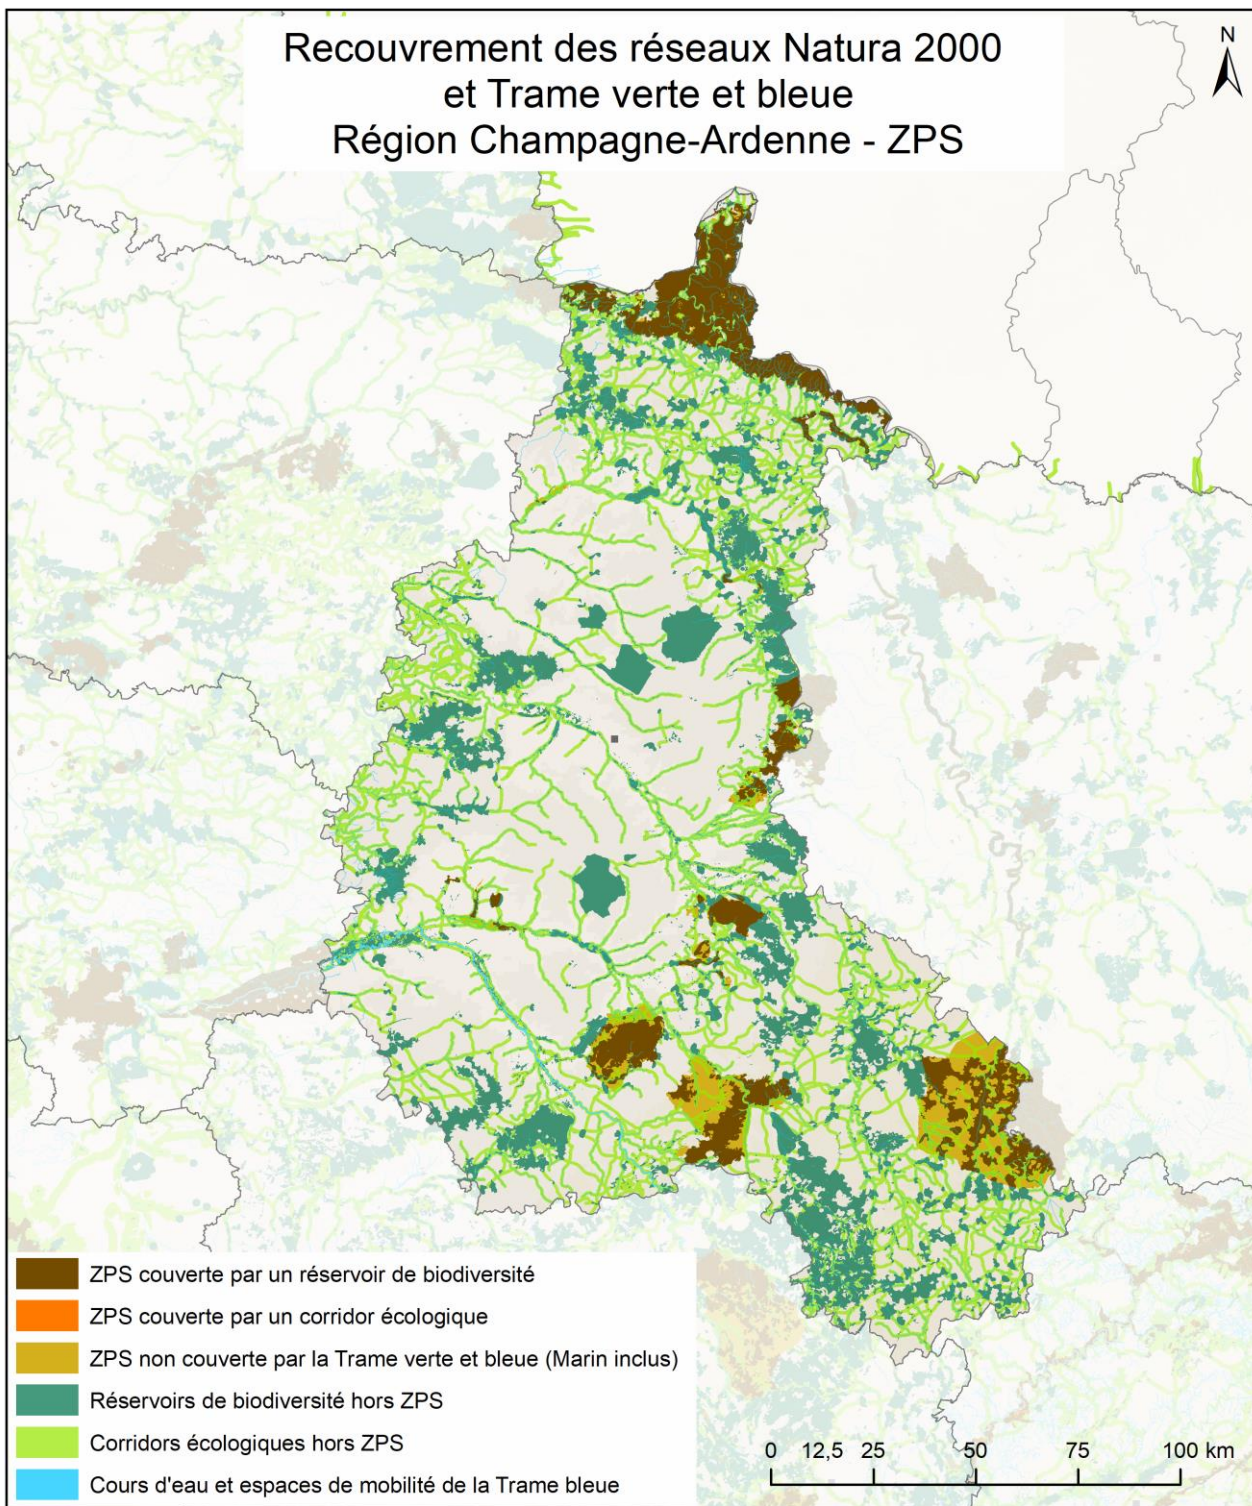 Recouvrement des réseaux Natura 2000
et Trame verte et bleue
Région Champagne-Ardenne - ZPS
N
ZPS couverte par un réservoir de biodiversité
ZPS couverte par un corridor écologique
ZPS non couverte par la Trame verte et bleue (Marin inclus)
Réservoirs de biodiversité hors ZPS
Corridors écologiques hors ZPS
Cours d'eau et espaces de mobilité de la Trame bleue
0 12,5 25 50 75 100 km